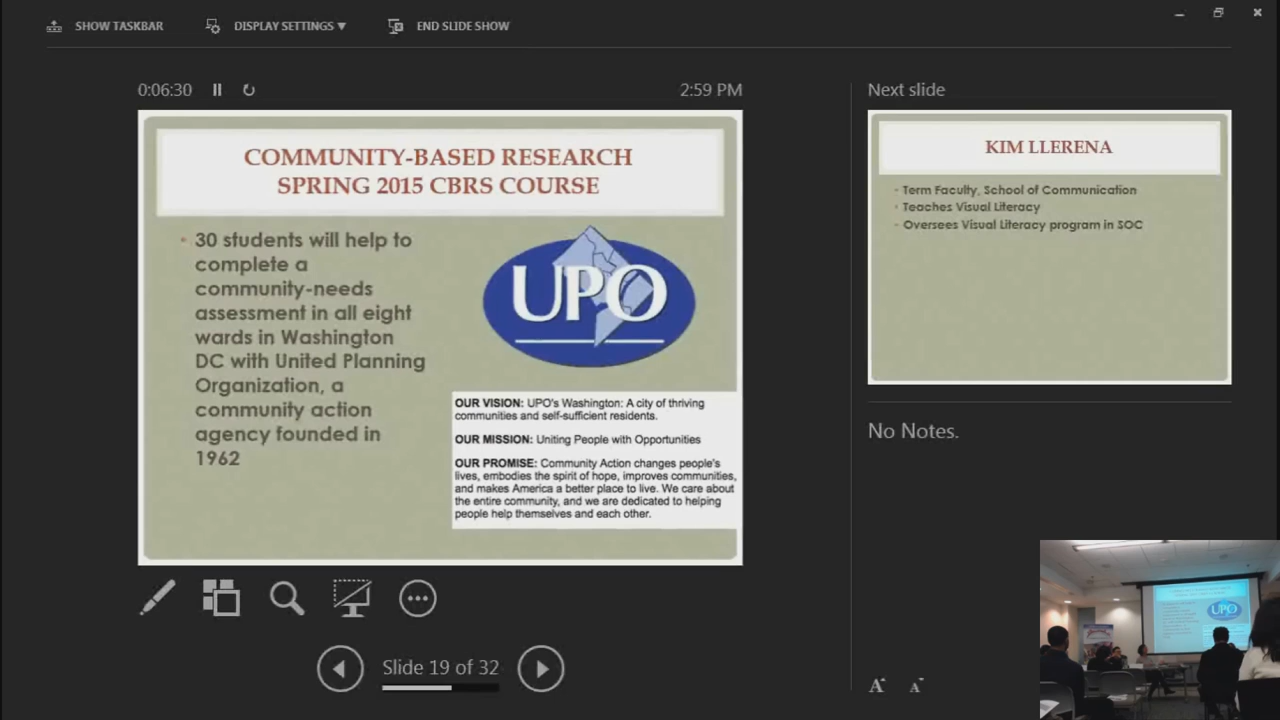 SHOW TASKBAR
DISPLAY SETTINGS ▼
END SLIDE SHOW
0:06:30
2:59 PM
COMMUNITY-BASED RESEARCH
SPRING 2015 CBRS COURSE
• 30 students will help to
complete a
community-needs
assessment in all eight
wards in Washington
DC with United Planning
Organization, a
community action
agency founded in
1962
UPO
OUR VISION: UPO's Washington: A city of thriving
communities and self-sufficient residents.
OUR MISSION: Uniting People with Opportunities
OUR PROMISE: Community Action changes people's
lives, embodies the spirit of hope, improves communities,
and makes America a better place to live. We care about
the entire community, and we are dedicated to helping
people help themselves and each other.
Slide 19 of 32
Next slide
KIM LLERENA
• Term Faculty, School of Communication
• Teaches Visual Literacy
• Oversees Visual Literacy program in SOC
No Notes.
A A
UPO